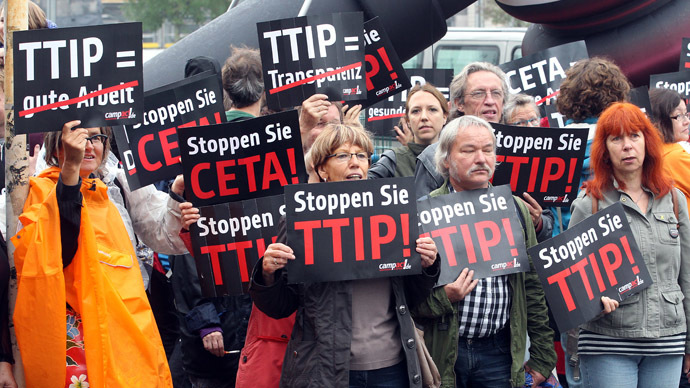 TTIP =
gute Arbeit
campact!
Stoppen Sie
CETA!
TTIP =
Transparenz
campact!
TTIP!
Stoppen Sie
CETA!
Stoppen Sie
TTIP!
campact!
Stoppen Sie
TTIP!
campact!
Stoppen Sie
TTIP!
campact!
CETA =
Stoppen Sie
TTIP!
Stoppen Sie
TTIP!
campact!